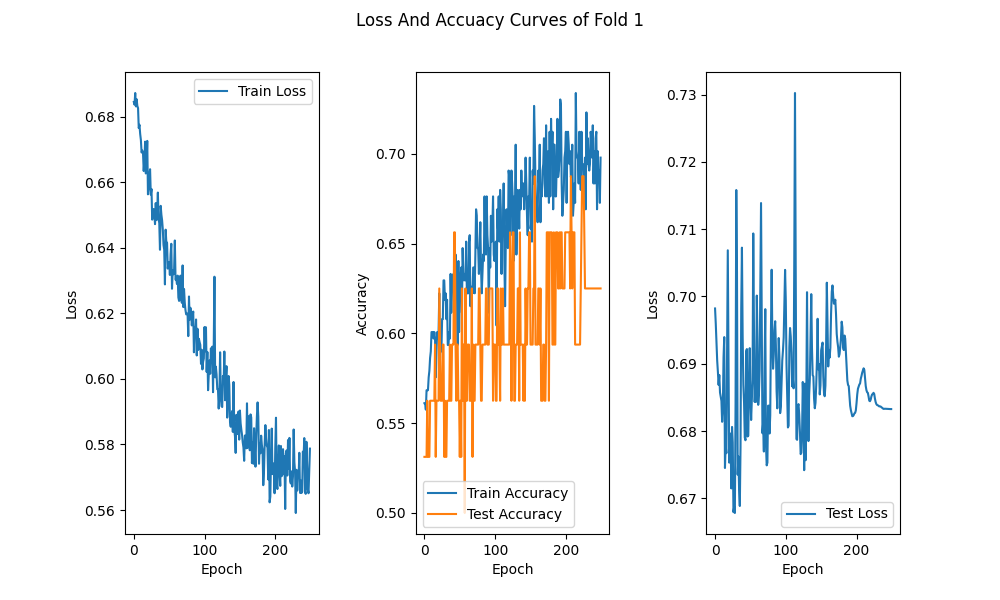 Loss And Accuacy Curves of Fold 1
Train Loss
0.68
0.66
0.64
0.62
0.60
0.58
0.56
Loss
0 100 200
Epoch
0.70
0.65
0.60
0.55
0.50
Accuracy
Train Accuracy
Test Accuracy
0 100 200
Epoch
0.73
0.72
0.71
0.70
0.69
0.68
0.67
Loss
Test Loss
0 100 200
Epoch